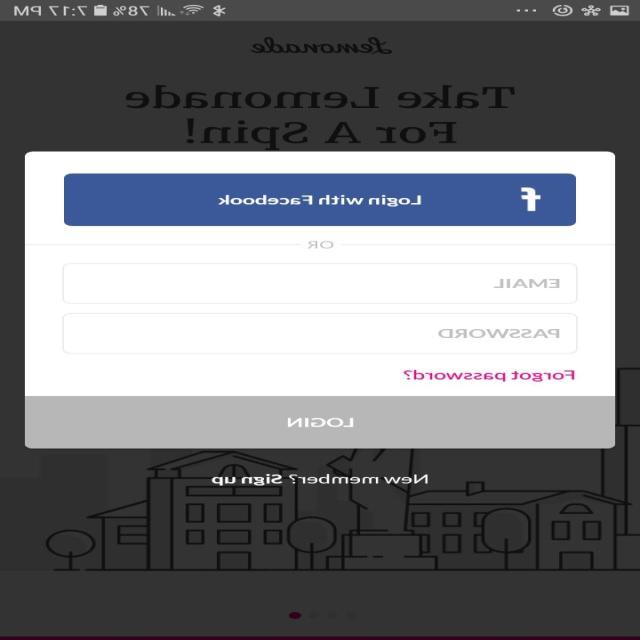 78% 7:17 PM
Lemonade
Take Lemonade
For A Spin!
Login with Facebook
OR
EMAIL
PASSWORD
Forgot password?
LOGIN
New member? Sign up